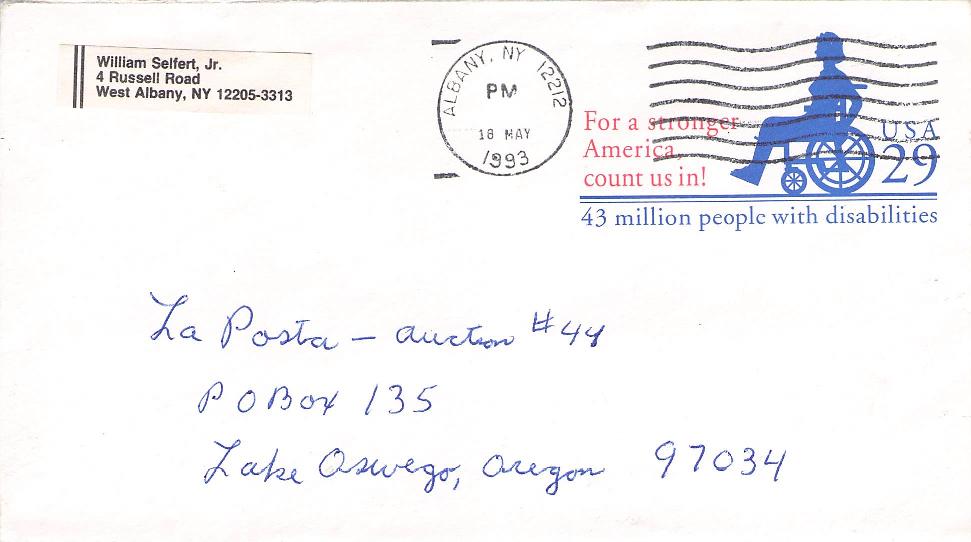 William Selfert, Jr.
4 Russell Road
West Albany, NY 12205-3313
ALBANY, NY 12212
PM
18 MAY
1993
For a stronger
America,
count us in!
USA
29
43 million people with disabilities
La Posta - auction #44
P O Box 135
Lake Oswego, Oregon 97034